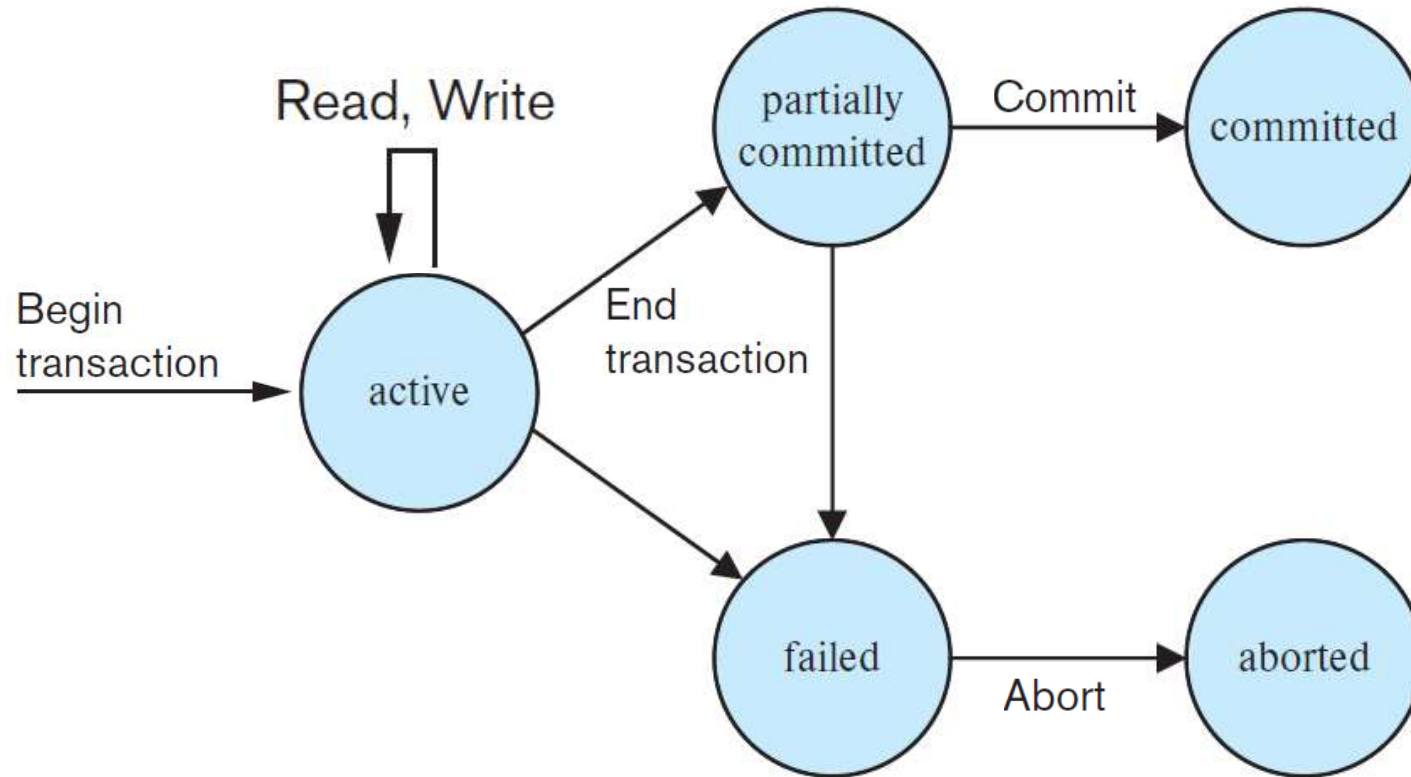 Read, Write
partially
committed
Commit
committed
Begin
transaction
End
transaction
active
failed
Abort
aborted